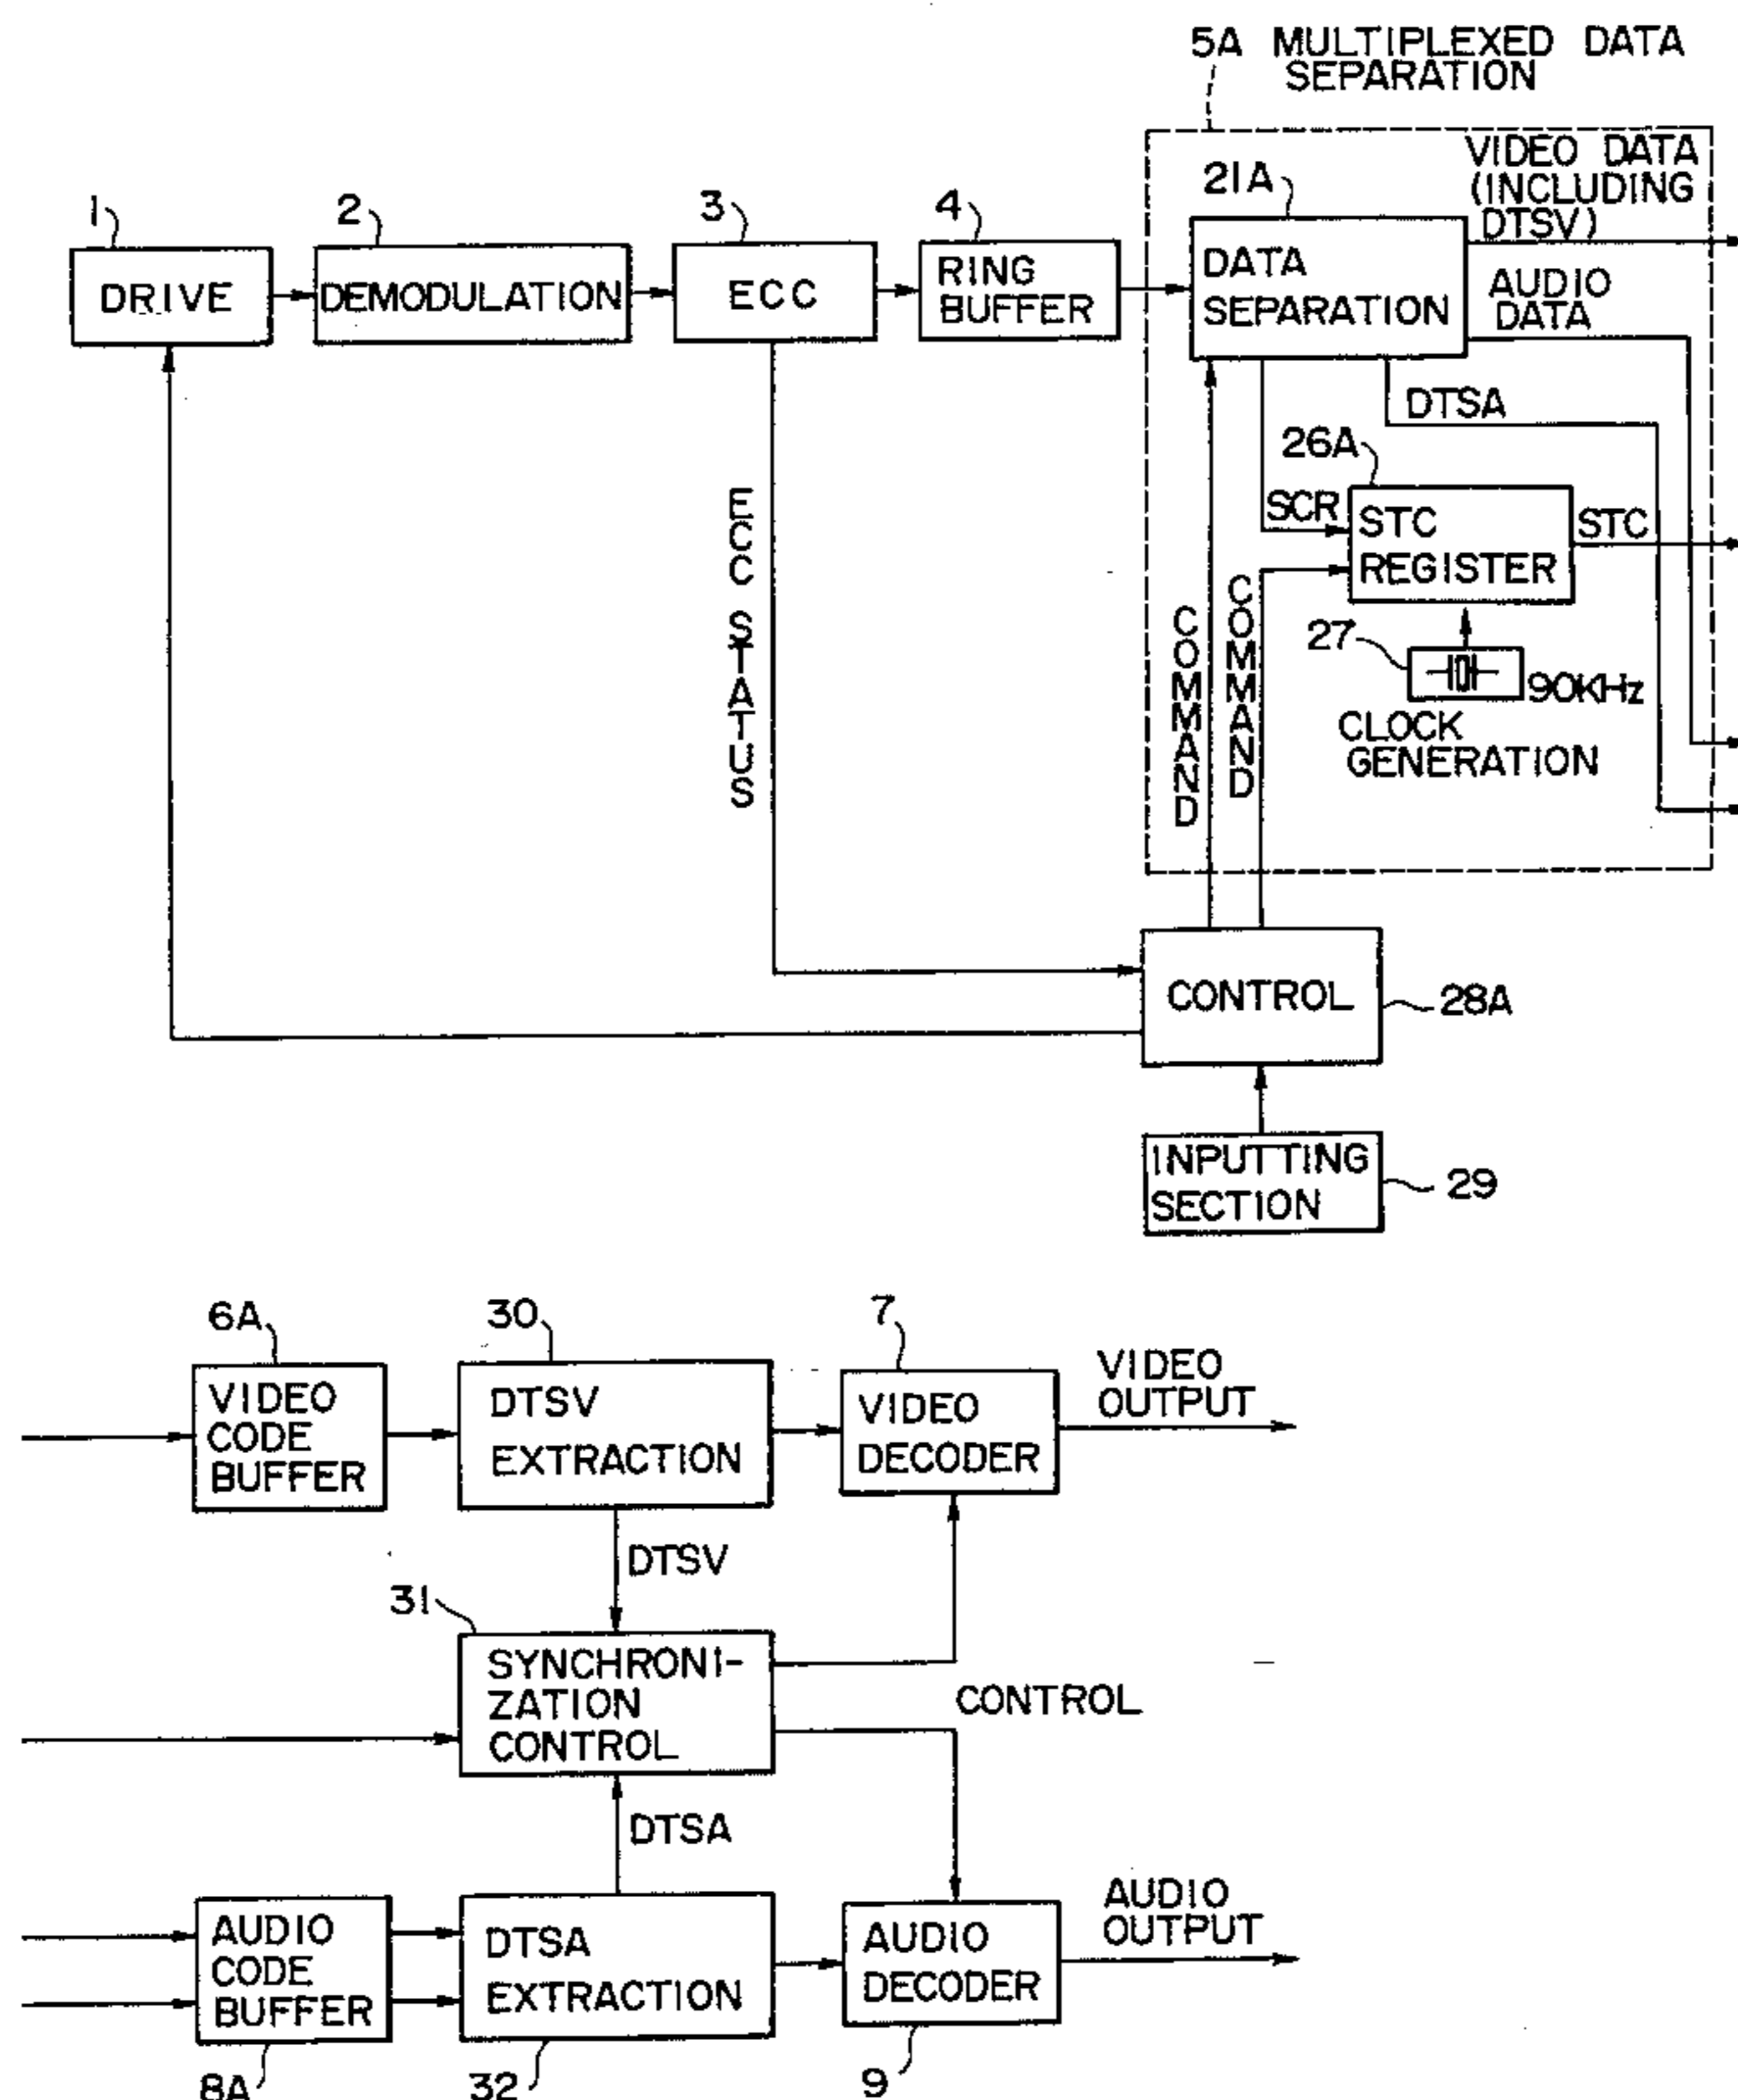 5A MULTIPLEXED DATA
SEPARATION
1
2
3
4
21A
VIDEO DATA
(INCLUDING
DTSV)
DRIVE
DEMODULATION
ECC
RING
BUFFER
DATA
SEPARATION
AUDIO
DATA
DTSA
26A
SCR
STC
REGISTER
STC
ECC STATUS
COMMAND
COMMAND
27
90KHz
CLOCK
GENERATION
CONTROL
28A
INPUTTING
SECTION
29
6A
30
7
VIDEO
CODE
BUFFER
DTSV
EXTRACTION
VIDEO
DECODER
VIDEO
OUTPUT
DTSV
31
SYNCHRONI-
ZATION
CONTROL
CONTROL
DTSA
AUDIO
CODE
BUFFER
DTSA
EXTRACTION
AUDIO
DECODER
AUDIO
OUTPUT
8A
32
9